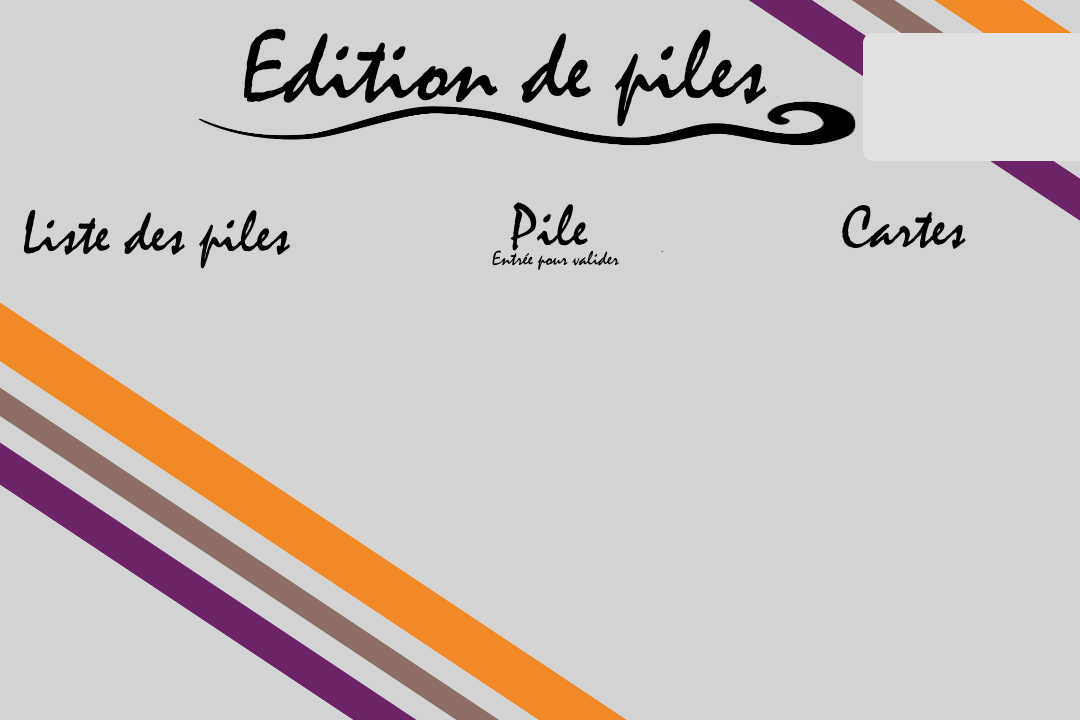 Edition de piles
Liste des piles
Pile
Entrée pour valider
Cartes